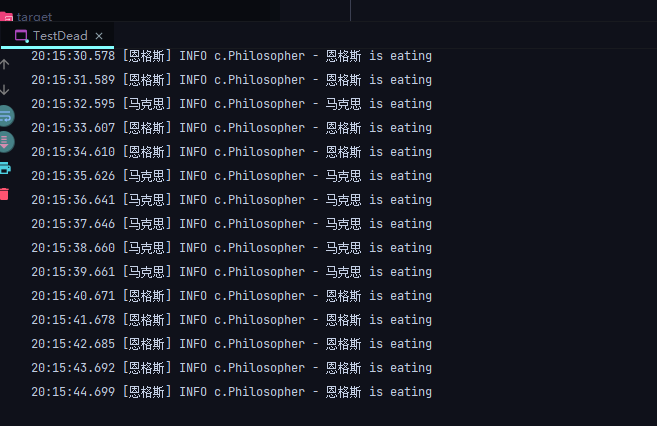 target
TestDead
20:15:30.578 [恩格斯] INFO c.Philosopher - 恩格斯 is eating
20:15:31.589 [恩格斯] INFO c.Philosopher - 恩格斯 is eating
20:15:32.595 [马克思] INFO c.Philosopher - 马克思 is eating
20:15:33.607 [恩格斯] INFO c.Philosopher - 恩格斯 is eating
20:15:34.610 [恩格斯] INFO c.Philosopher - 恩格斯 is eating
20:15:35.626 [马克思] INFO c.Philosopher - 马克思 is eating
20:15:36.641 [马克思] INFO c.Philosopher - 马克思 is eating
20:15:37.646 [马克思] INFO c.Philosopher - 马克思 is eating
20:15:38.660 [马克思] INFO c.Philosopher - 马克思 is eating
20:15:39.661 [马克思] INFO c.Philosopher - 马克思 is eating
20:15:40.671 [恩格斯] INFO c.Philosopher - 恩格斯 is eating
20:15:41.678 [恩格斯] INFO c.Philosopher - 恩格斯 is eating
20:15:42.685 [恩格斯] INFO c.Philosopher - 恩格斯 is eating
20:15:43.692 [恩格斯] INFO c.Philosopher - 恩格斯 is eating
20:15:44.699 [恩格斯] INFO c.Philosopher - 恩格斯 is eating